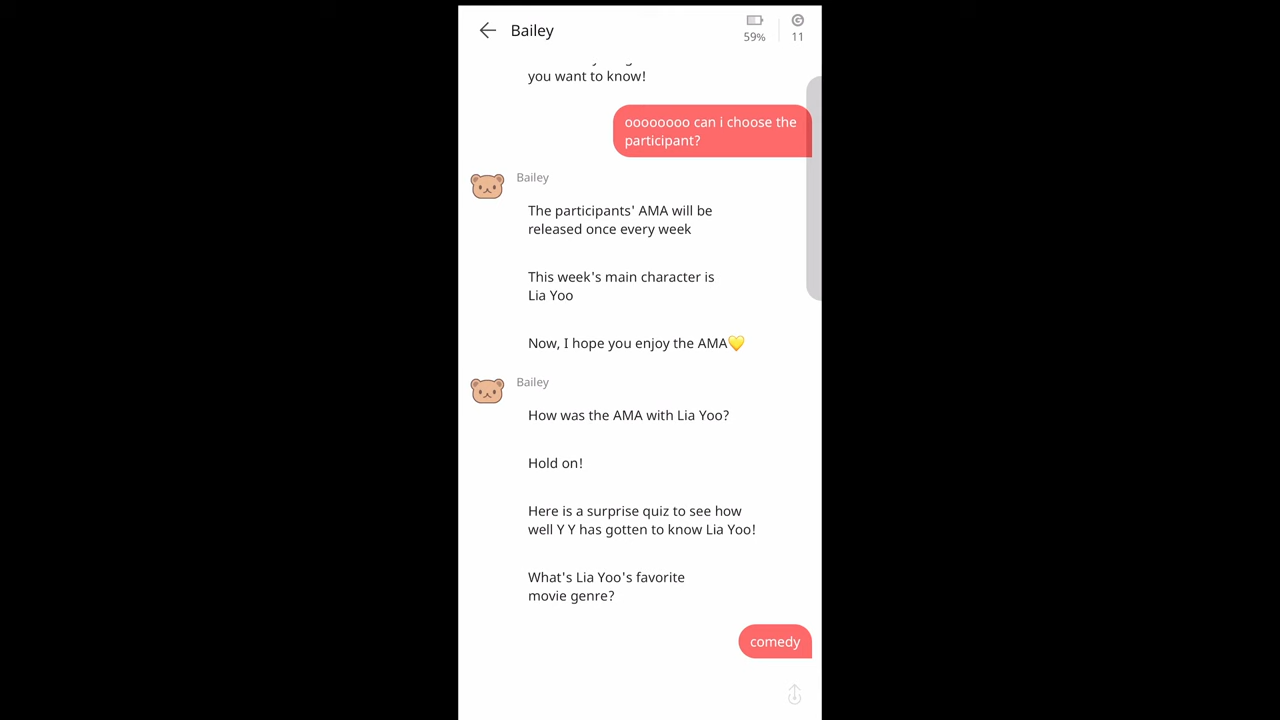 Bailey
59%
11
you want to know!
oooooooo can i choose the
participant?
Bailey
The participants' AMA will be
released once every week
This week's main character is
Lia Yoo
Now, I hope you enjoy the AMA💛
Bailey
How was the AMA with Lia Yoo?
Hold on!
Here is a surprise quiz to see how
well Y Y has gotten to know Lia Yoo!
What's Lia Yoo's favorite
movie genre?
comedy